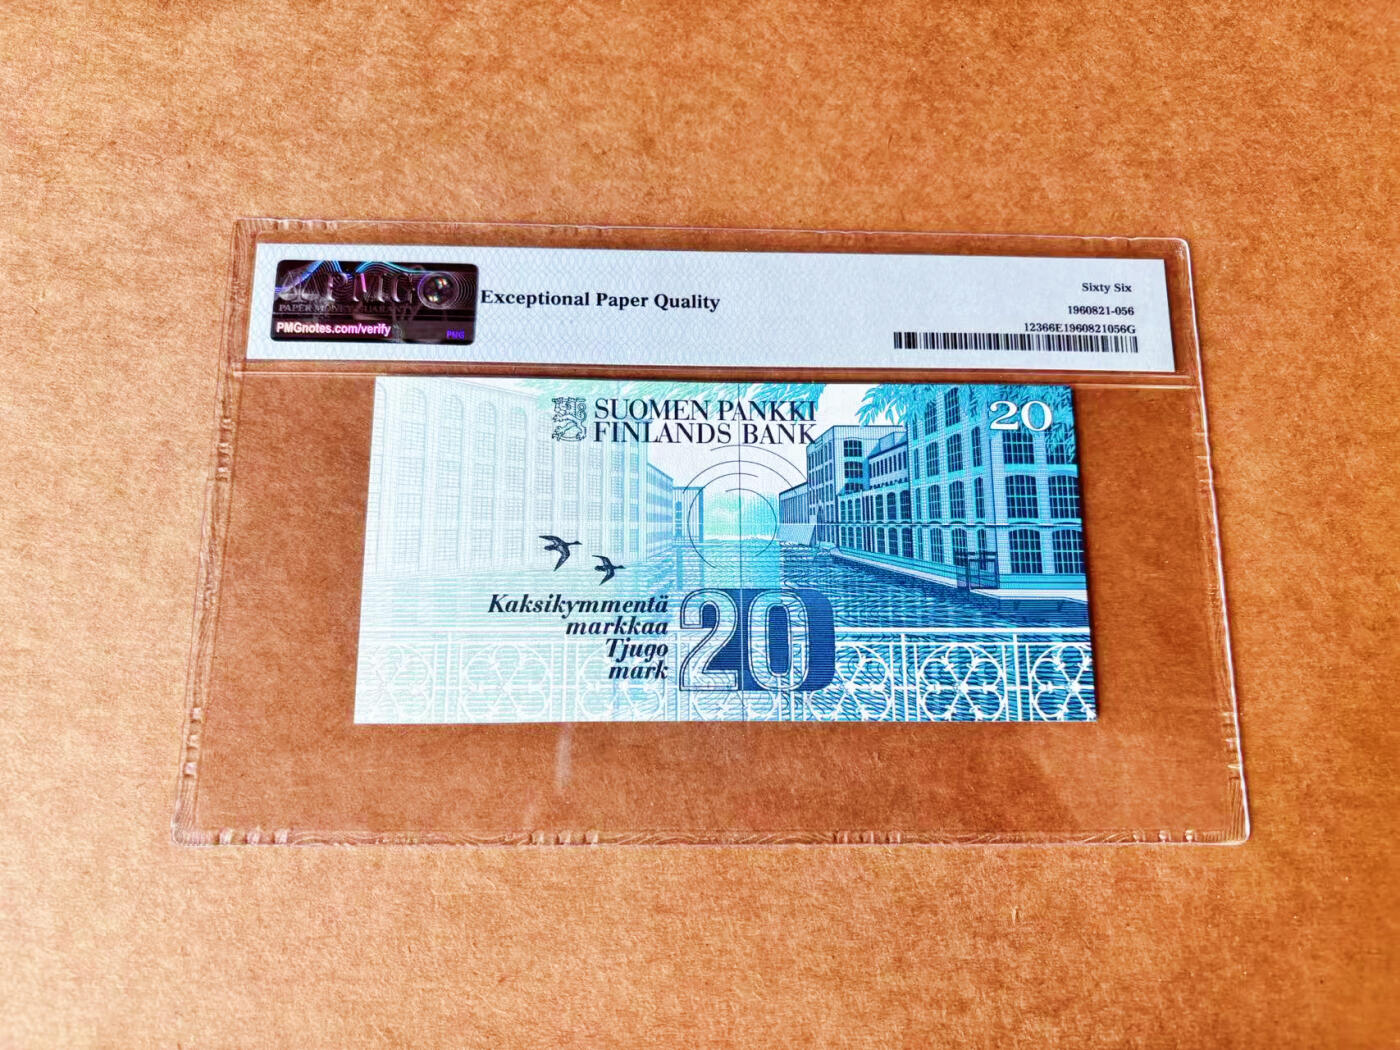 PMG
PAPER MONEY GUARANTY
PMGnotes.com/verify
PMG
Exceptional Paper Quality
Sixty Six
1960821-056
12366E1960821056G
SUOMEN PANKKI
FINLANDS BANK
20
Kaksikymmentä
markkaa
Tjugo
mark
20